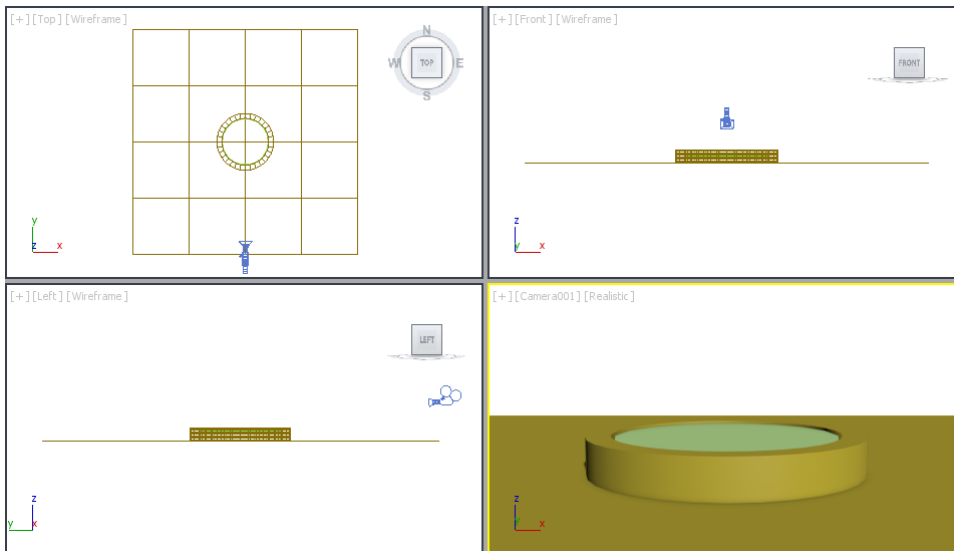 [+] [Top] [Wireframe]
N
W TOP E
S
y
z x
[+] [Front] [Wireframe]
FRONT
z
y x
[+] [Left] [Wireframe]
LEFT
z
y x
[+] [Camera001] [Realistic]
z
y x